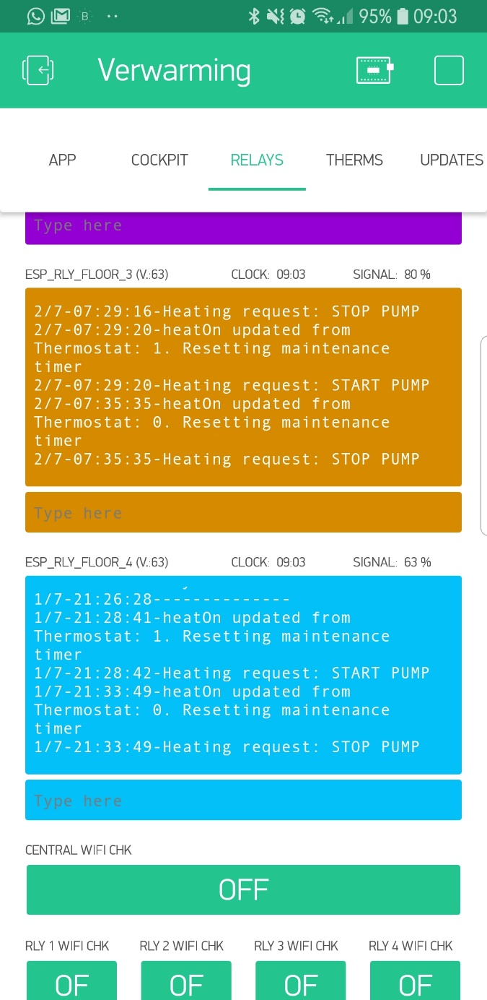 B 95% 09:03
Verwarming
APP COCKPIT RELAYS THERMS UPDATES
Type here
ESP_RLY_FLOOR_3 (V.:63) CLOCK: 09:03 SIGNAL: 80 %
2/7-07:29:16-Heating request: STOP PUMP
2/7-07:29:20-heatOn updated from
Thermostat: 1. Resetting maintenance
timer
2/7-07:29:20-Heating request: START PUMP
2/7-07:35:35-heatOn updated from
Thermostat: 0. Resetting maintenance
timer
2/7-07:35:35-Heating request: STOP PUMP
Type here
ESP_RLY_FLOOR_4 (V.:63) CLOCK: 09:03 SIGNAL: 63 %
1/7-21:26:28--------------
1/7-21:28:41-heatOn updated from
Thermostat: 1. Resetting maintenance
timer
1/7-21:28:42-Heating request: START PUMP
1/7-21:33:49-heatOn updated from
Thermostat: 0. Resetting maintenance
timer
1/7-21:33:49-Heating request: STOP PUMP
Type here
CENTRAL WIFI CHK
OFF
RLY 1 WIFI CHK RLY 2 WIFI CHK RLY 3 WIFI CHK RLY 4 WIFI CHK
OF OF OF OF